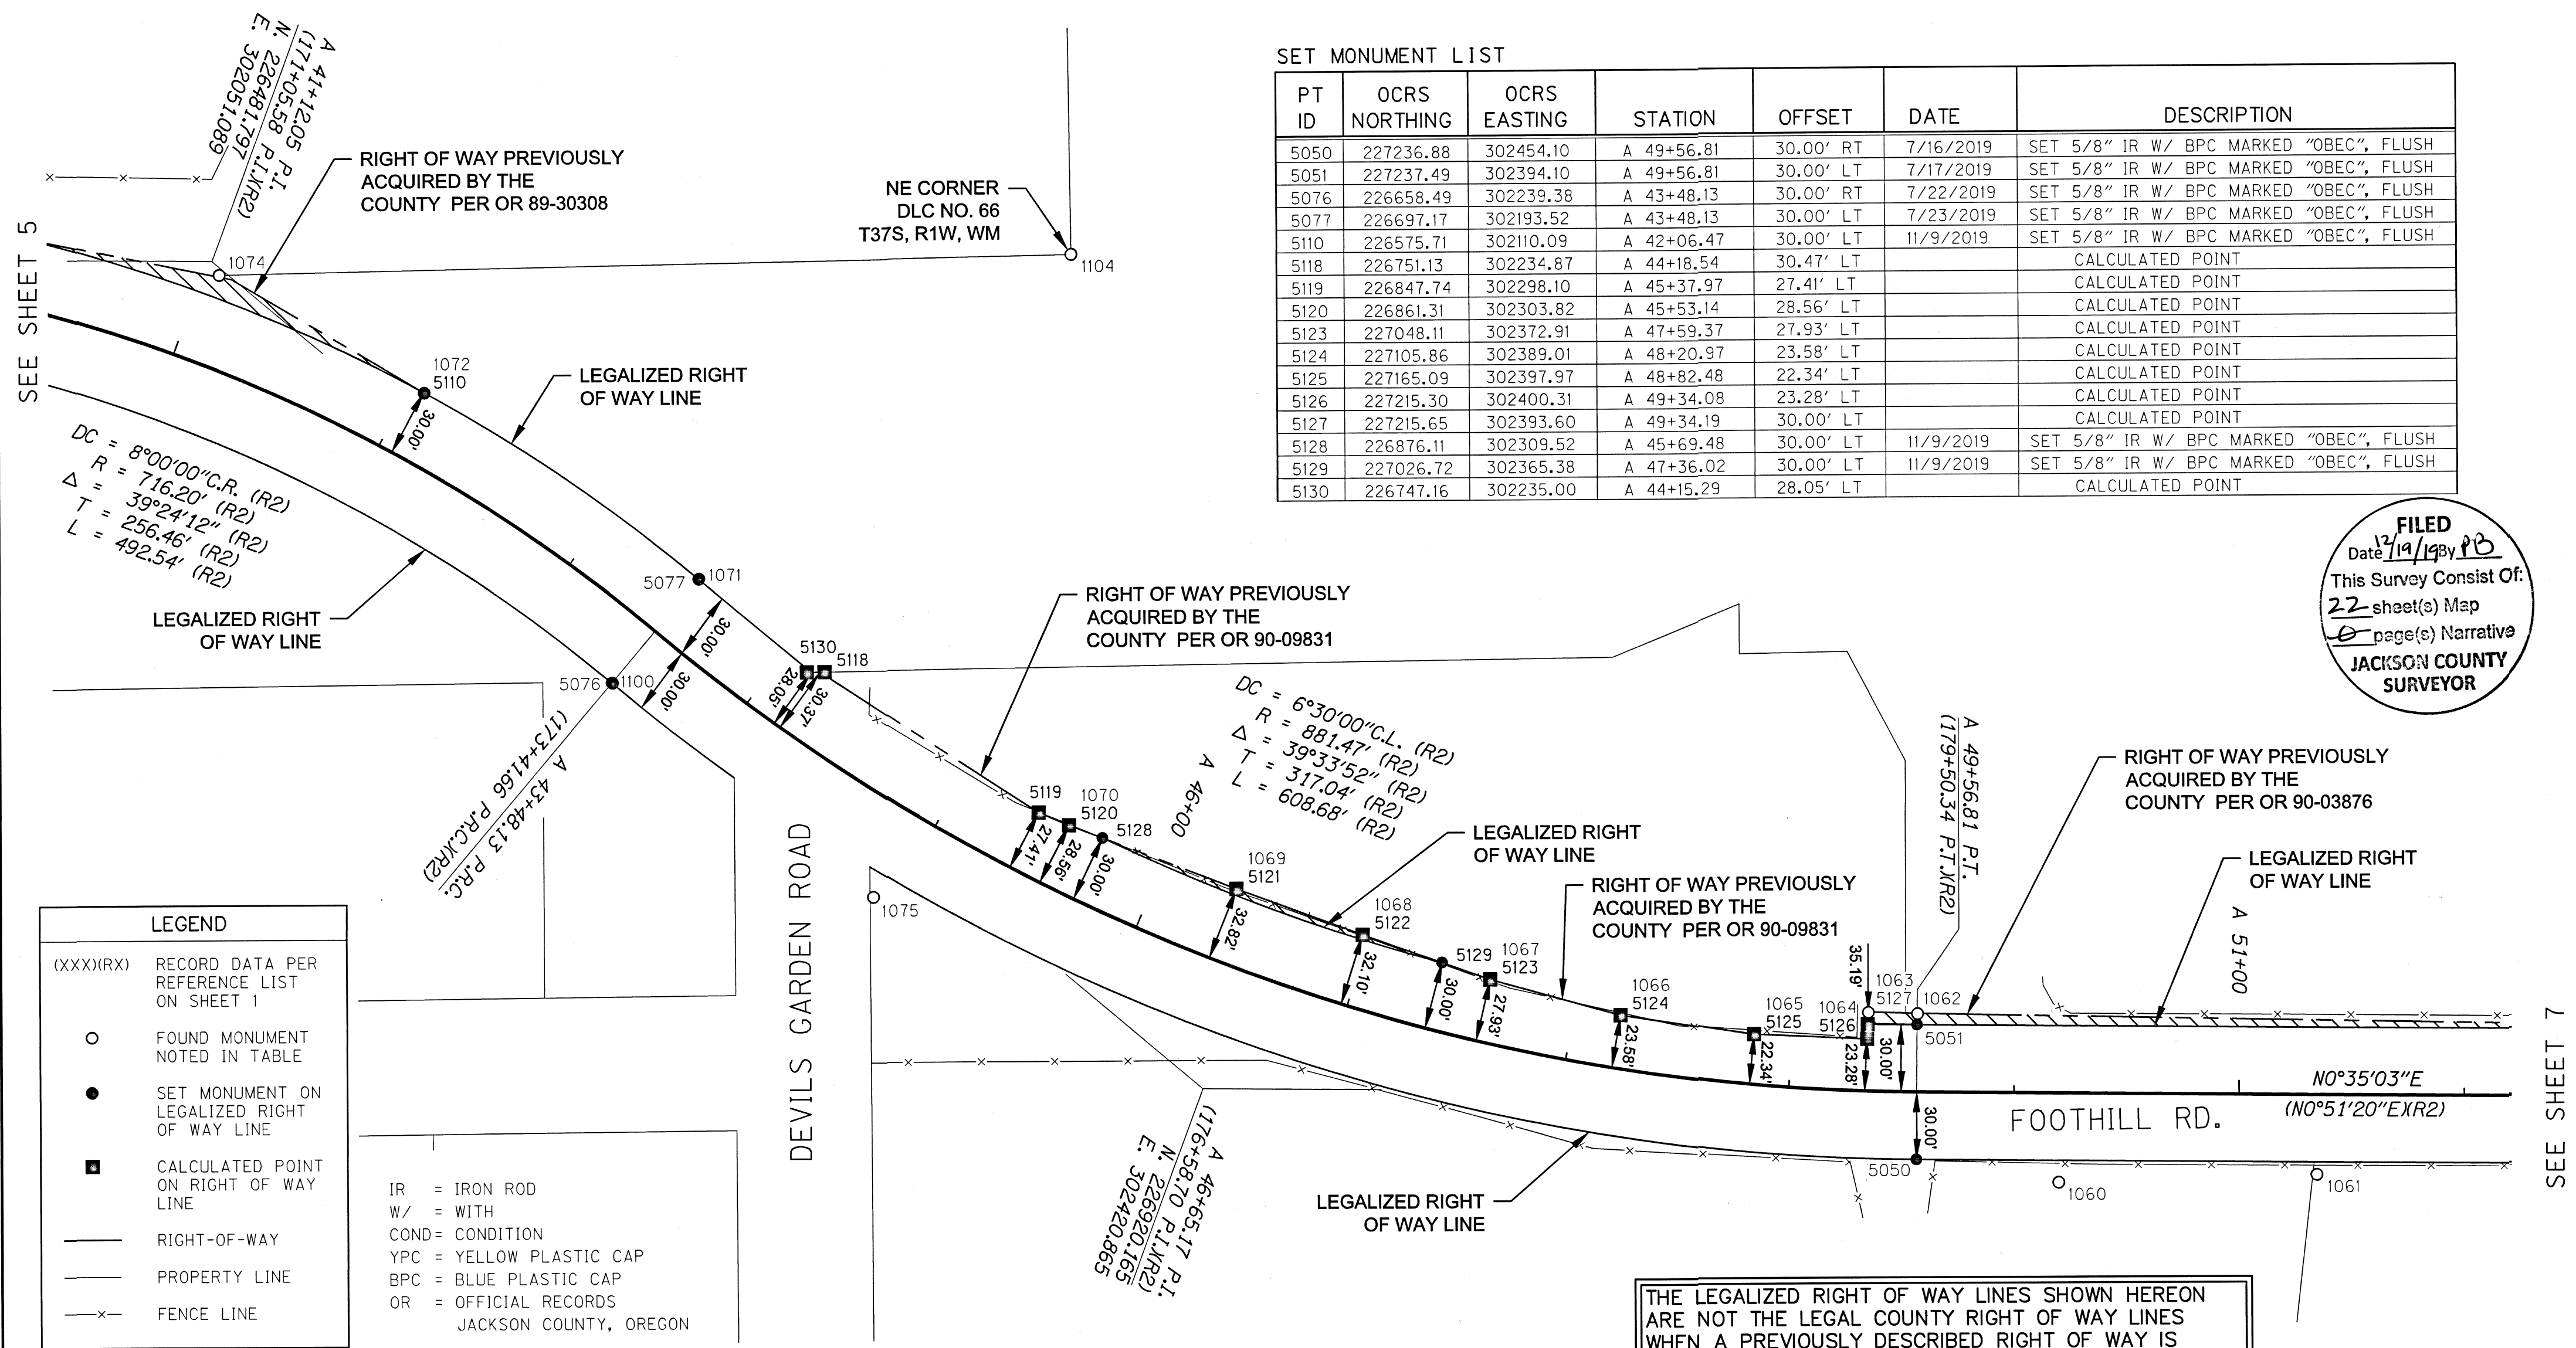 SEE SHEET 5
A 41+12.05 P.I.
(171+05.58 P.I.)(R2)
N. 226481.797
E. 302051.089
RIGHT OF WAY PREVIOUSLY
ACQUIRED BY THE
COUNTY PER OR 89-30308
1074
NE CORNER
DLC NO. 66
T37S, R1W, WM
1104
SET MONUMENT LIST
PT ID OCRS NORTHING OCRS EASTING STATION OFFSET DATE DESCRIPTION
5050 227236.88 302454.10 A 49+56.81 30.00' RT 7/16/2019 SET 5/8" IR W/ BPC MARKED "OBEC", FLUSH
5051 227237.49 302394.10 A 49+56.81 30.00' LT 7/17/2019 SET 5/8" IR W/ BPC MARKED "OBEC", FLUSH
5076 226658.49 302239.38 A 43+48.13 30.00' RT 7/22/2019 SET 5/8" IR W/ BPC MARKED "OBEC", FLUSH
5077 226697.17 302193.52 A 43+48.13 30.00' LT 7/23/2019 SET 5/8" IR W/ BPC MARKED "OBEC", FLUSH
5110 226575.71 302110.09 A 42+06.47 30.00' LT 11/9/2019 SET 5/8" IR W/ BPC MARKED "OBEC", FLUSH
5118 226751.13 302234.87 A 44+18.54 30.47' LT CALCULATED POINT
5119 226847.74 302298.10 A 45+37.97 27.41' LT CALCULATED POINT
5120 226861.31 302303.82 A 45+53.14 28.56' LT CALCULATED POINT
5123 227048.11 302372.91 A 47+59.37 27.93' LT CALCULATED POINT
5124 227105.86 302389.01 A 48+20.97 23.58' LT CALCULATED POINT
5125 227165.09 302397.97 A 48+82.48 22.34' LT CALCULATED POINT
5126 227215.30 302400.31 A 49+34.08 23.28' LT CALCULATED POINT
5127 227215.65 302393.60 A 49+34.19 30.00' LT CALCULATED POINT
5128 226876.11 302309.52 A 45+69.48 30.00' LT 11/9/2019 SET 5/8" IR W/ BPC MARKED "OBEC", FLUSH
5129 227026.72 302365.38 A 47+36.02 30.00' LT 11/9/2019 SET 5/8" IR W/ BPC MARKED "OBEC", FLUSH
5130 226747.16 302235.00 A 44+15.29 28.05' LT CALCULATED POINT
FILED
Date 12/19/19 By PB
This Survey Consist Of:
22 sheet(s) Map
0 page(s) Narrative
JACKSON COUNTY
SURVEYOR
1072
5110
30.00'
LEGALIZED RIGHT
OF WAY LINE
DC = 8°00'00"C.R. (R2)
R = 716.20' (R2)
Δ = 39°24'12" (R2)
T = 256.46' (R2)
L = 492.54' (R2)
LEGALIZED RIGHT
OF WAY LINE
5077
1071
30.00'
30.00'
5076
1100
A 43+48.13 P.R.C.
(173+41.66 P.R.C.)(R2)
5130
5118
28.05'
30.37'
RIGHT OF WAY PREVIOUSLY
ACQUIRED BY THE
COUNTY PER OR 90-09831
DC = 6°30'00"C.L. (R2)
R = 881.47' (R2)
Δ = 39°33'52" (R2)
T = 317.04' (R2)
L = 608.68' (R2)
A 46+00
5119
1070
5120
5128
27.41'
28.56'
30.00'
1069
5121
32.82'
LEGALIZED RIGHT
OF WAY LINE
1068
5122
32.10'
RIGHT OF WAY PREVIOUSLY
ACQUIRED BY THE
COUNTY PER OR 90-09831
5129
1067
5123
30.00'
27.93'
1066
5124
23.58'
1065
5125
22.34'
1064
5126
23.28'
35.19'
1063
5127
1062
5051
30.00'
30.00'
5050
A 49+56.81 P.T.
(179+50.34 P.T.)(R2)
RIGHT OF WAY PREVIOUSLY
ACQUIRED BY THE
COUNTY PER OR 90-03876
LEGALIZED RIGHT
OF WAY LINE
A 51+00
N0°35'03"E
(N0°51'20"E)(R2)
FOOTHILL RD.
1060
1061
SEE SHEET 7
DEVILS GARDEN ROAD
1075
A 46+65.17 P.I.
(176+58.70 P.I.)(R2)
N. 226920.165
E. 302420.865
LEGALIZED RIGHT
OF WAY LINE
LEGEND
(XXX)(RX) RECORD DATA PER
REFERENCE LIST
ON SHEET 1
FOUND MONUMENT
NOTED IN TABLE
SET MONUMENT ON
LEGALIZED RIGHT
OF WAY LINE
CALCULATED POINT
ON RIGHT OF WAY
LINE
RIGHT-OF-WAY
PROPERTY LINE
FENCE LINE
IR = IRON ROD
W/ = WITH
COND= CONDITION
YPC = YELLOW PLASTIC CAP
BPC = BLUE PLASTIC CAP
OR = OFFICIAL RECORDS
JACKSON COUNTY, OREGON
THE LEGALIZED RIGHT OF WAY LINES SHOWN HEREON
ARE NOT THE LEGAL COUNTY RIGHT OF WAY LINES
WHEN A PREVIOUSLY DESCRIBED RIGHT OF WAY IS